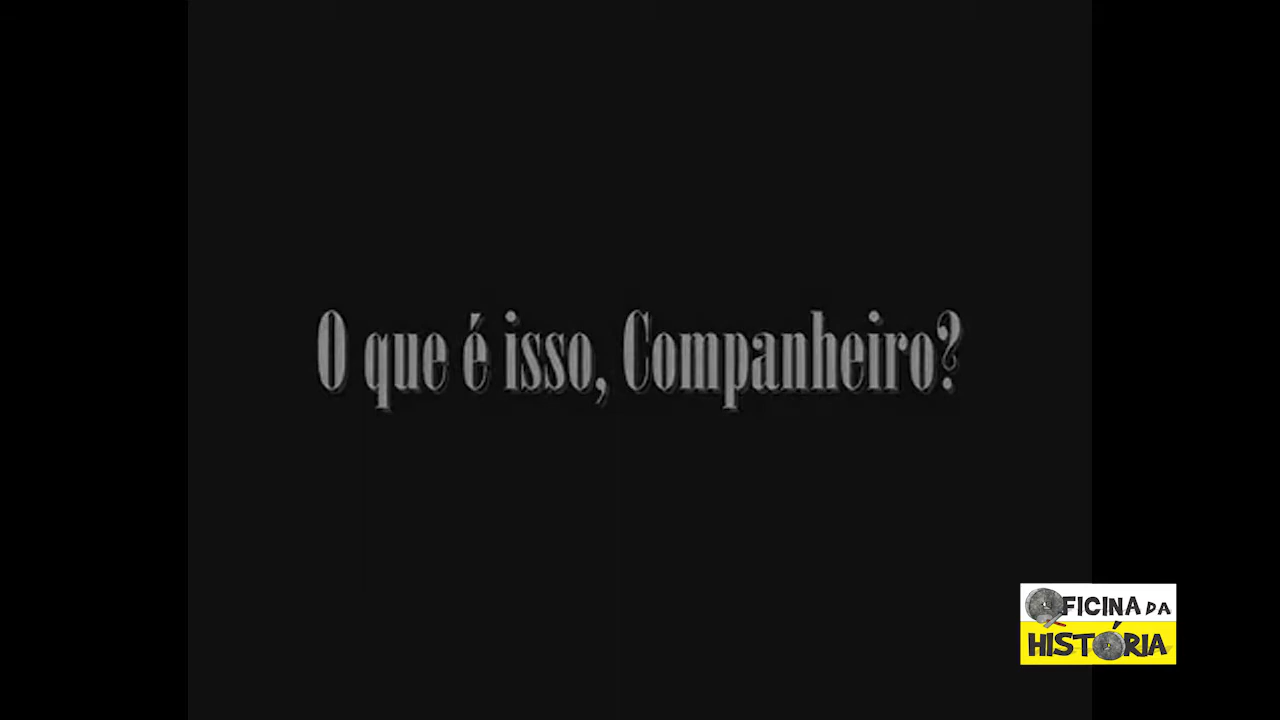 O que é isso, Companheiro?
OFICINA DA
HISTÓRIA